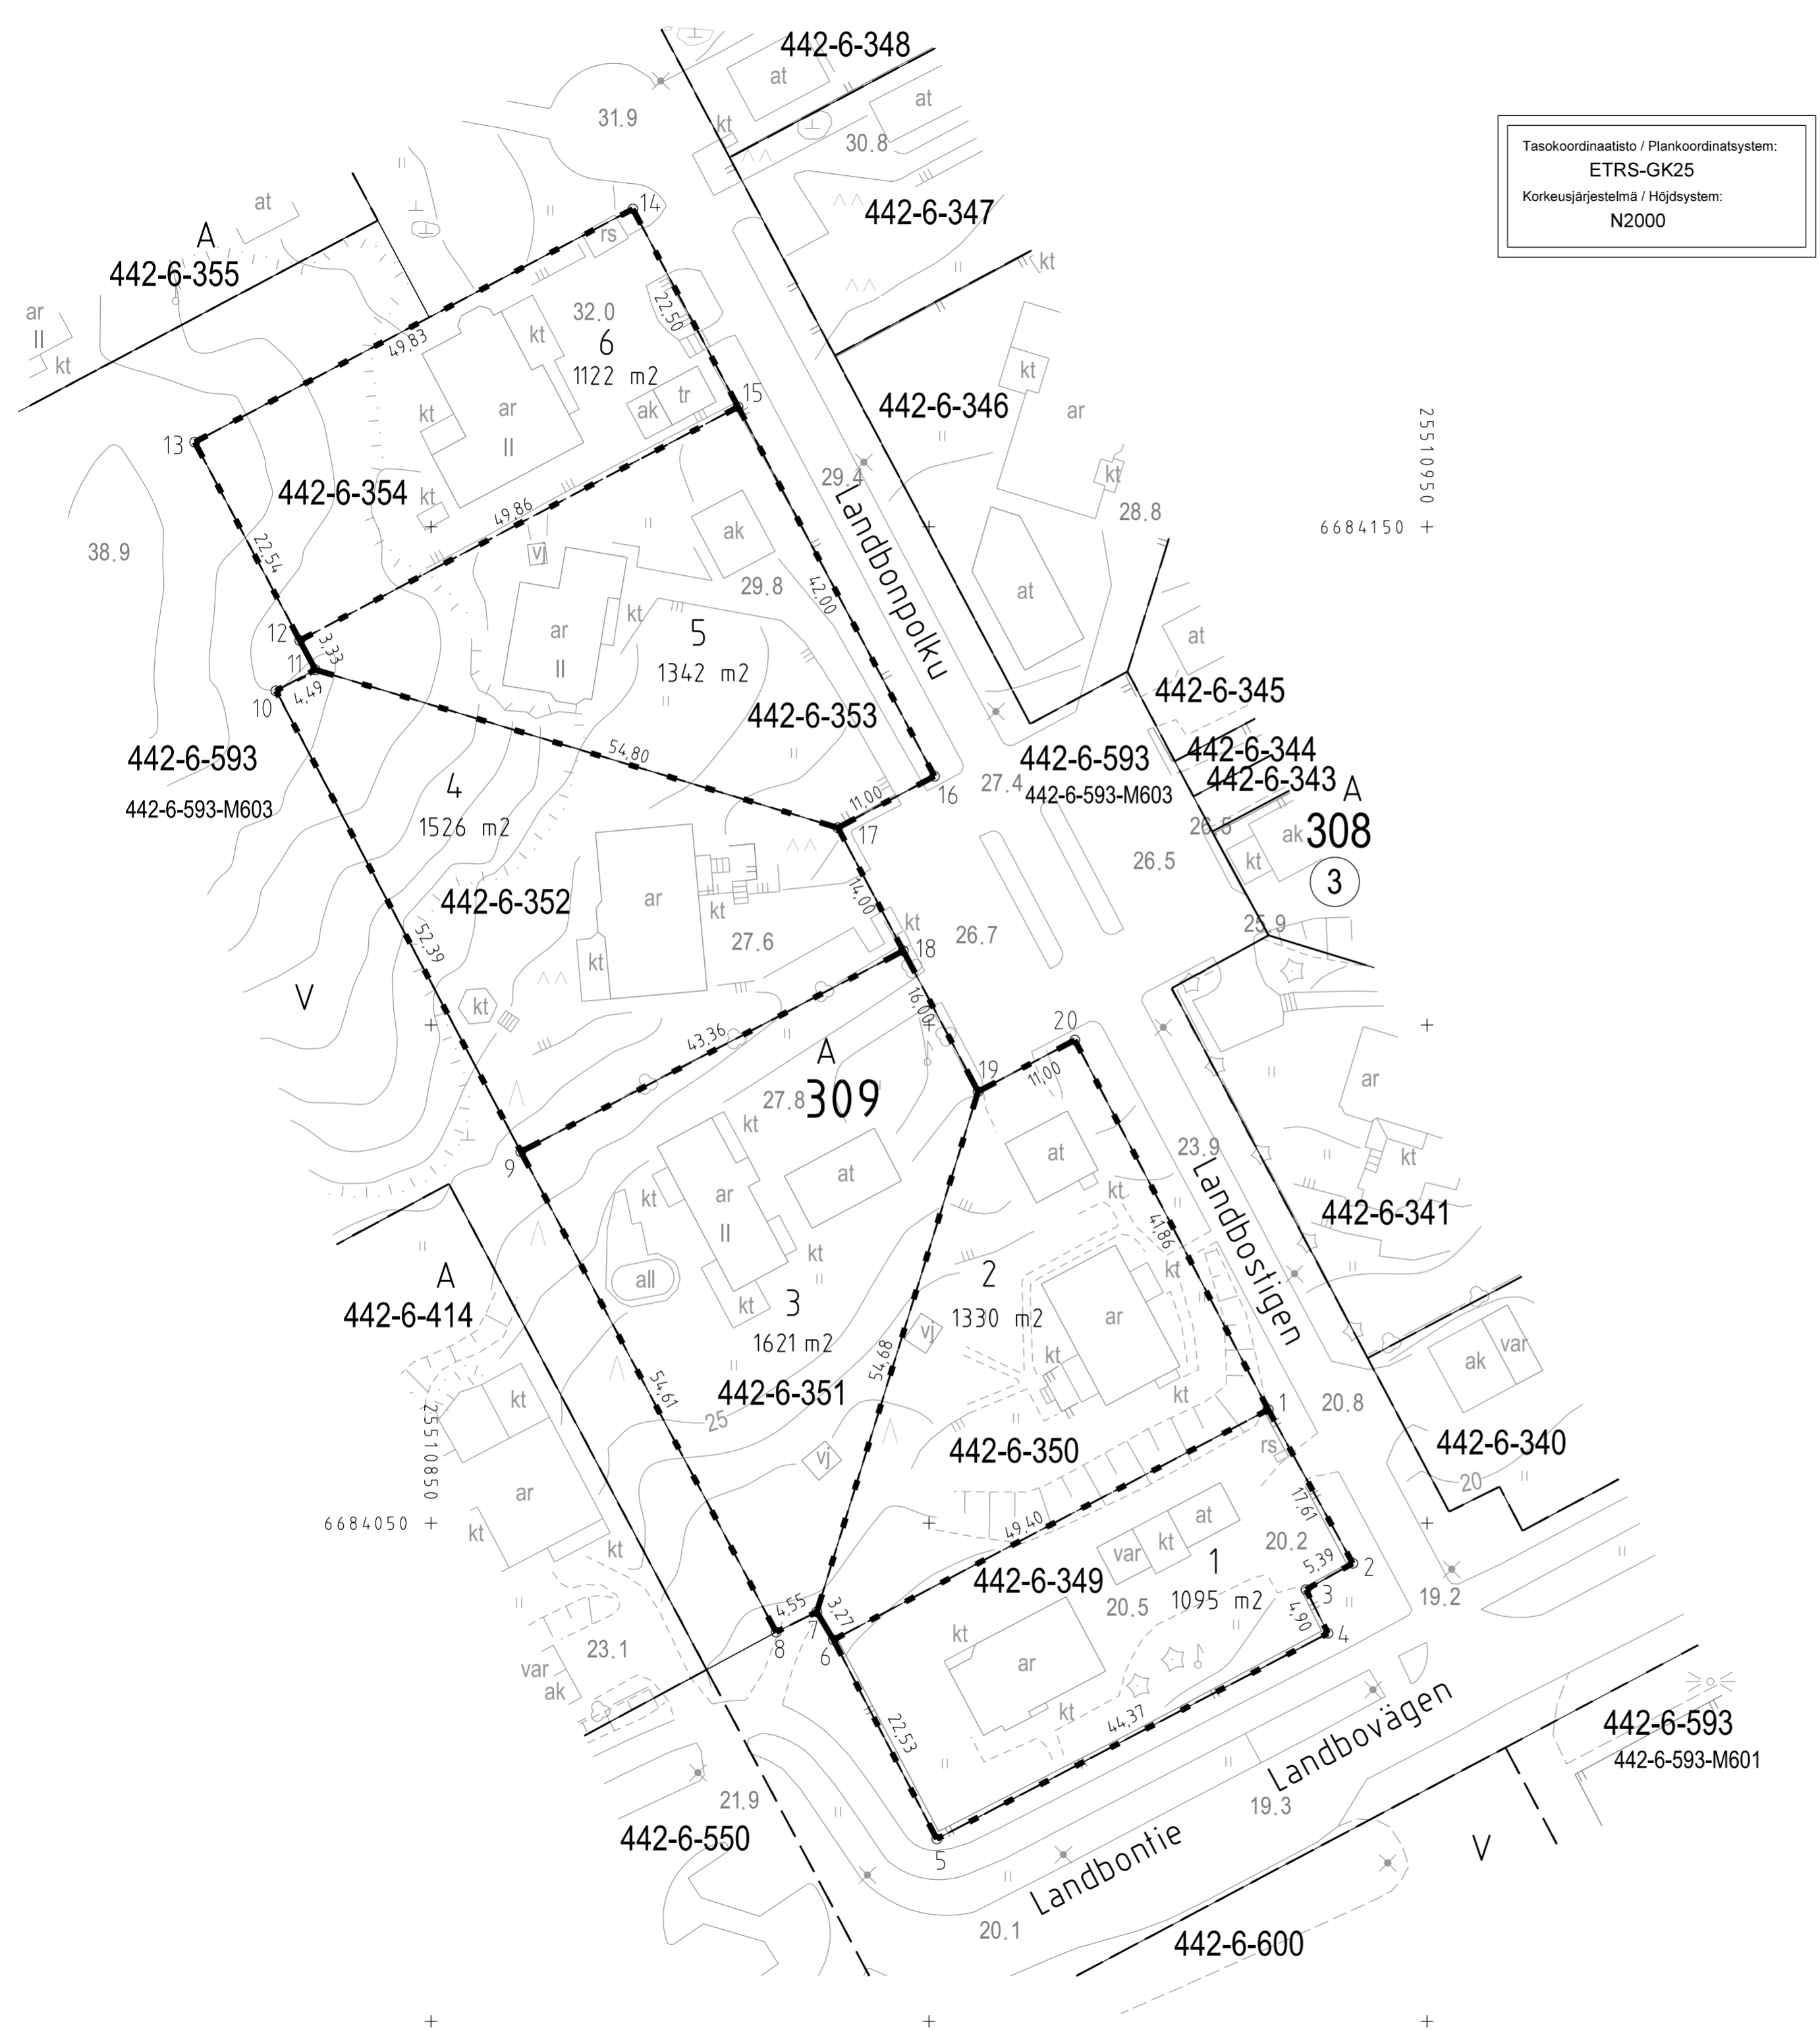 442-6-348
at
at
kt
31.9
30.8
Tasokoordinaatisto / Plankoordinatsystem:
ETRS-GK25
Korkeusjärjestelmä / Höjdsystem:
N2000
at
A
442-6-355
14
rs
442-6-347
kt
ar
II
kt
32.0
6
1122 m2
22,50
kt
49,83
15
tr
ak
442-6-346
kt
ar
13
kt
ar
II
442-6-354
kt
29.4
kt
28.8
25510950
6684150
49,86
38.9
22,54
vj
ak
29.8
Landbonpolku
at
12
3,33
11
ar
II
kt
5
1342 m2
42,00
at
10
4,49
442-6-353
442-6-345
442-6-593
442-6-593-M603
54,80
4
1526 m2
16
11,00
17
27.4
442-6-593
442-6-593-M603
442-6-344
442-6-343
A
308
3
26.5
26.5
ak
kt
442-6-352
ar
kt
14,00
kt
18
27.6
26.7
25.9
52,39
kt
V
kt
16,00
43,36
20
A
309
27.8
19
11,00
ar
kt
9
kt
at
at
23.9
kt
kt
ar
II
kt
Landbostigen
442-6-341
41,86
kt
A
442-6-414
all
kt
3
1621 m2
2
1330 m2
vj
ar
kt
kt
ak
var
54,61
54,68
442-6-351
25
kt
1
20.8
25510850
442-6-350
rs
442-6-340
20
vj
ar
6684050
kt
kt
49,40
at
kt
var
17,61
20.2
5,39
2
1
1095 m2
442-6-349
3
4,90
4
20.5
19.2
4,55
7
3,27
8
6
23.1
var
ak
kt
ar
kt
22,53
44,37
Landbovägen
442-6-593
442-6-593-M601
21.9
442-6-550
19.3
5
Landbontie
V
20.1
442-6-600